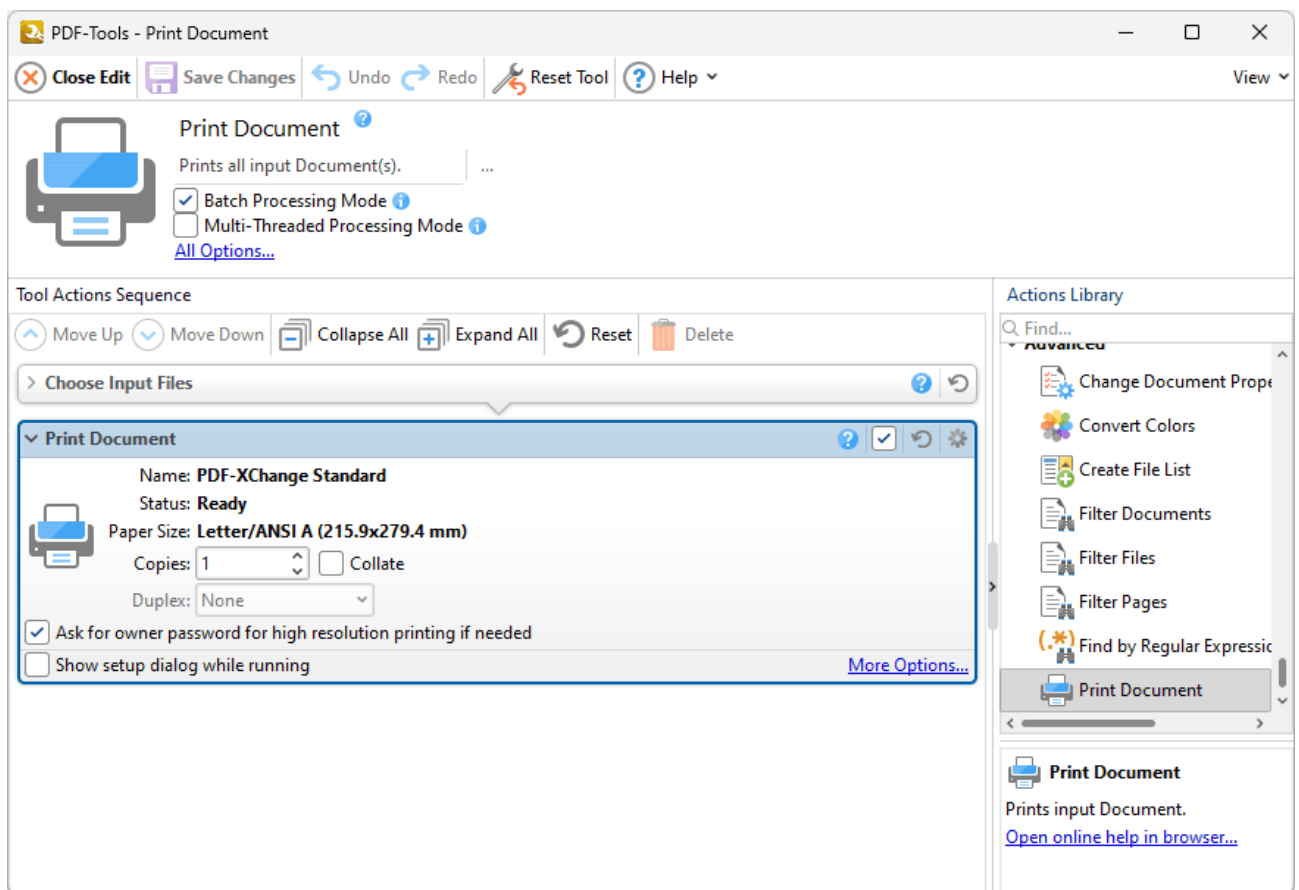 PDF-Tools - Print Document
Close Edit Save Changes Undo Redo Reset Tool Help View
Print Document
Prints all input Document(s). ...
Batch Processing Mode
Multi-Threaded Processing Mode
All Options...
Tool Actions Sequence
Move Up Move Down Collapse All Expand All Reset Delete
Choose Input Files
Print Document
Name: PDF-XChange Standard
Status: Ready
Paper Size: Letter/ANSI A (215.9x279.4 mm)
Copies: 1 Collate
Duplex: None
Ask for owner password for high resolution printing if needed
Show setup dialog while running More Options...
Actions Library
Find...
Advanced
Change Document Prope
Convert Colors
Create File List
Filter Documents
Filter Files
Filter Pages
(.*) Find by Regular Expressic
Print Document
Print Document
Prints input Document.
Open online help in browser...